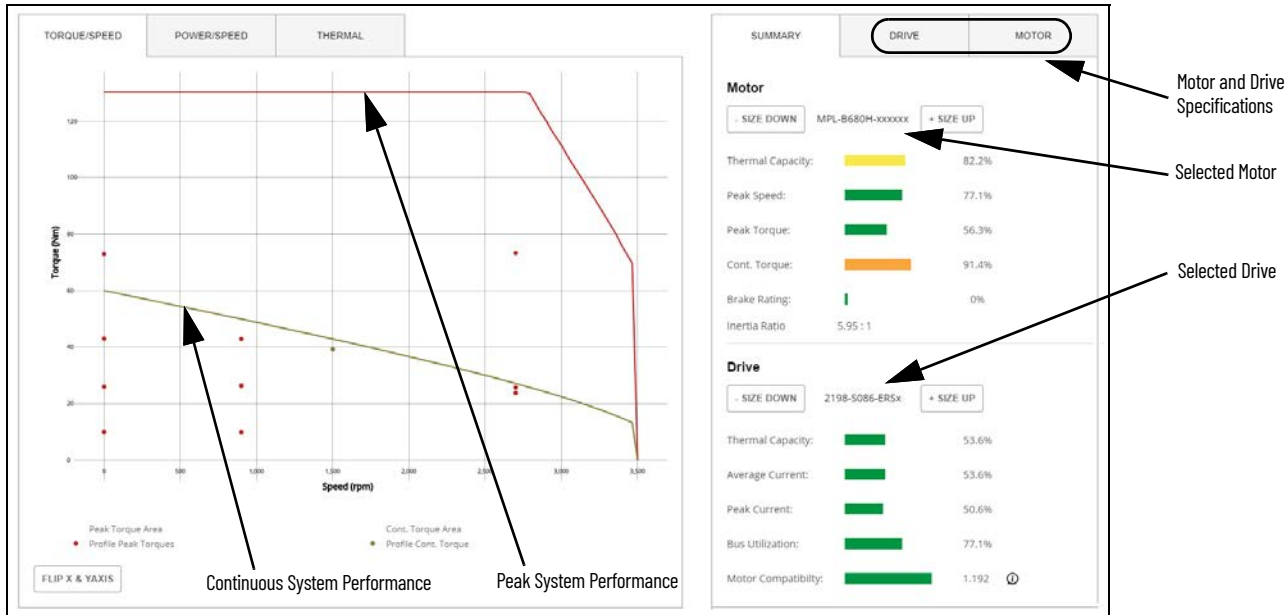 TORQUE/SPEED POWER/SPEED THERMAL
120
100
80
60
40
20
0
Torque (Nm)
0 500 1,000 1,500 2,000 2,500 3,000 3,500
Speed (rpm)
Peak Torque Area Cont. Torque Area
Profile Peak Torques Profile Cont. Torque
FLIP X & YAXIS
Continuous System Performance
Peak System Performance
SUMMARY DRIVE MOTOR
Motor
- SIZE DOWN MPL-B680H-xxxxxx + SIZE UP
Thermal Capacity: 82.2%
Peak Speed: 77.1%
Peak Torque: 56.3%
Cont. Torque: 91.4%
Brake Rating: 0%
Inertia Ratio 5.95 : 1
Drive
- SIZE DOWN 2198-S086-ERSx + SIZE UP
Thermal Capacity: 53.6%
Average Current: 53.6%
Peak Current: 50.6%
Bus Utilization: 77.1%
Motor Compatibilty: 1.192
Motor and Drive
Specifications
Selected Motor
Selected Drive